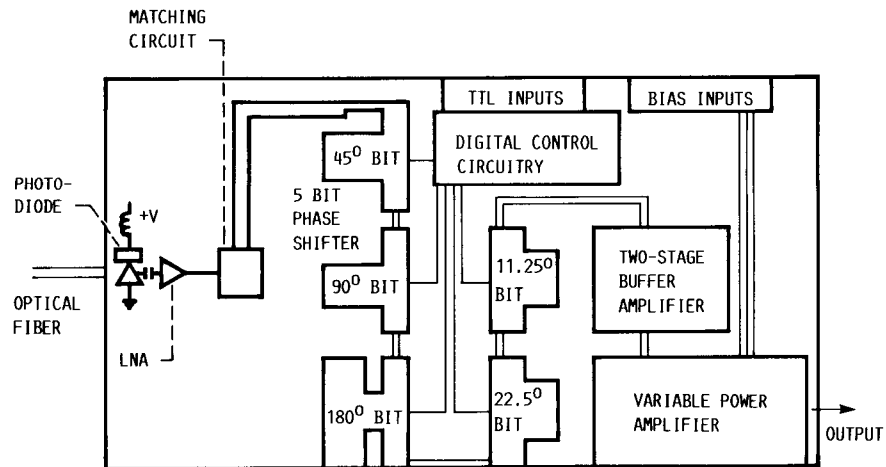 MATCHING
CIRCUIT
TTL INPUTS
BIAS INPUTS
DIGITAL CONTROL
CIRCUITRY
45⁰ BIT
PHOTO-
DIODE
+V
5 BIT
PHASE
SHIFTER
90⁰ BIT
11.25⁰
BIT
TWO-STAGE
BUFFER
AMPLIFIER
OPTICAL
FIBER
LNA
180⁰ BIT
22.5⁰
BIT
VARIABLE POWER
AMPLIFIER
OUTPUT